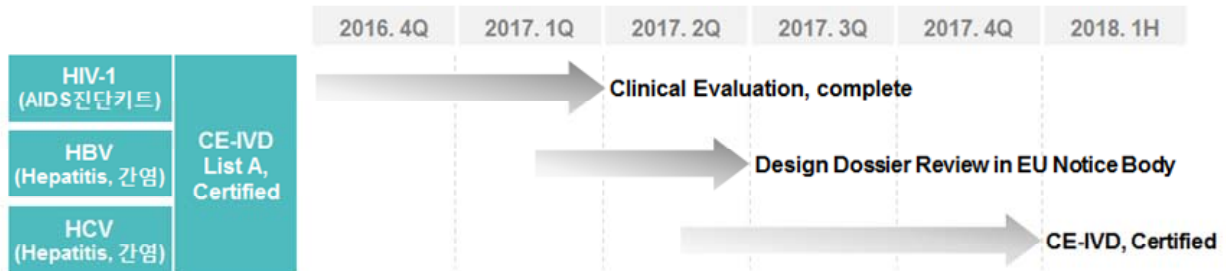 2016. 4Q 2017. 1Q 2017. 2Q 2017. 3Q 2017. 4Q 2018. 1H
HIV-1
(AIDS진단키트)
Clinical Evaluation, complete
CE-IVD
List A,
Certified
HBV
(Hepatitis, 간염)
Design Dossier Review in EU Notice Body
HCV
(Hepatitis, 간염)
CE-IVD, Certified